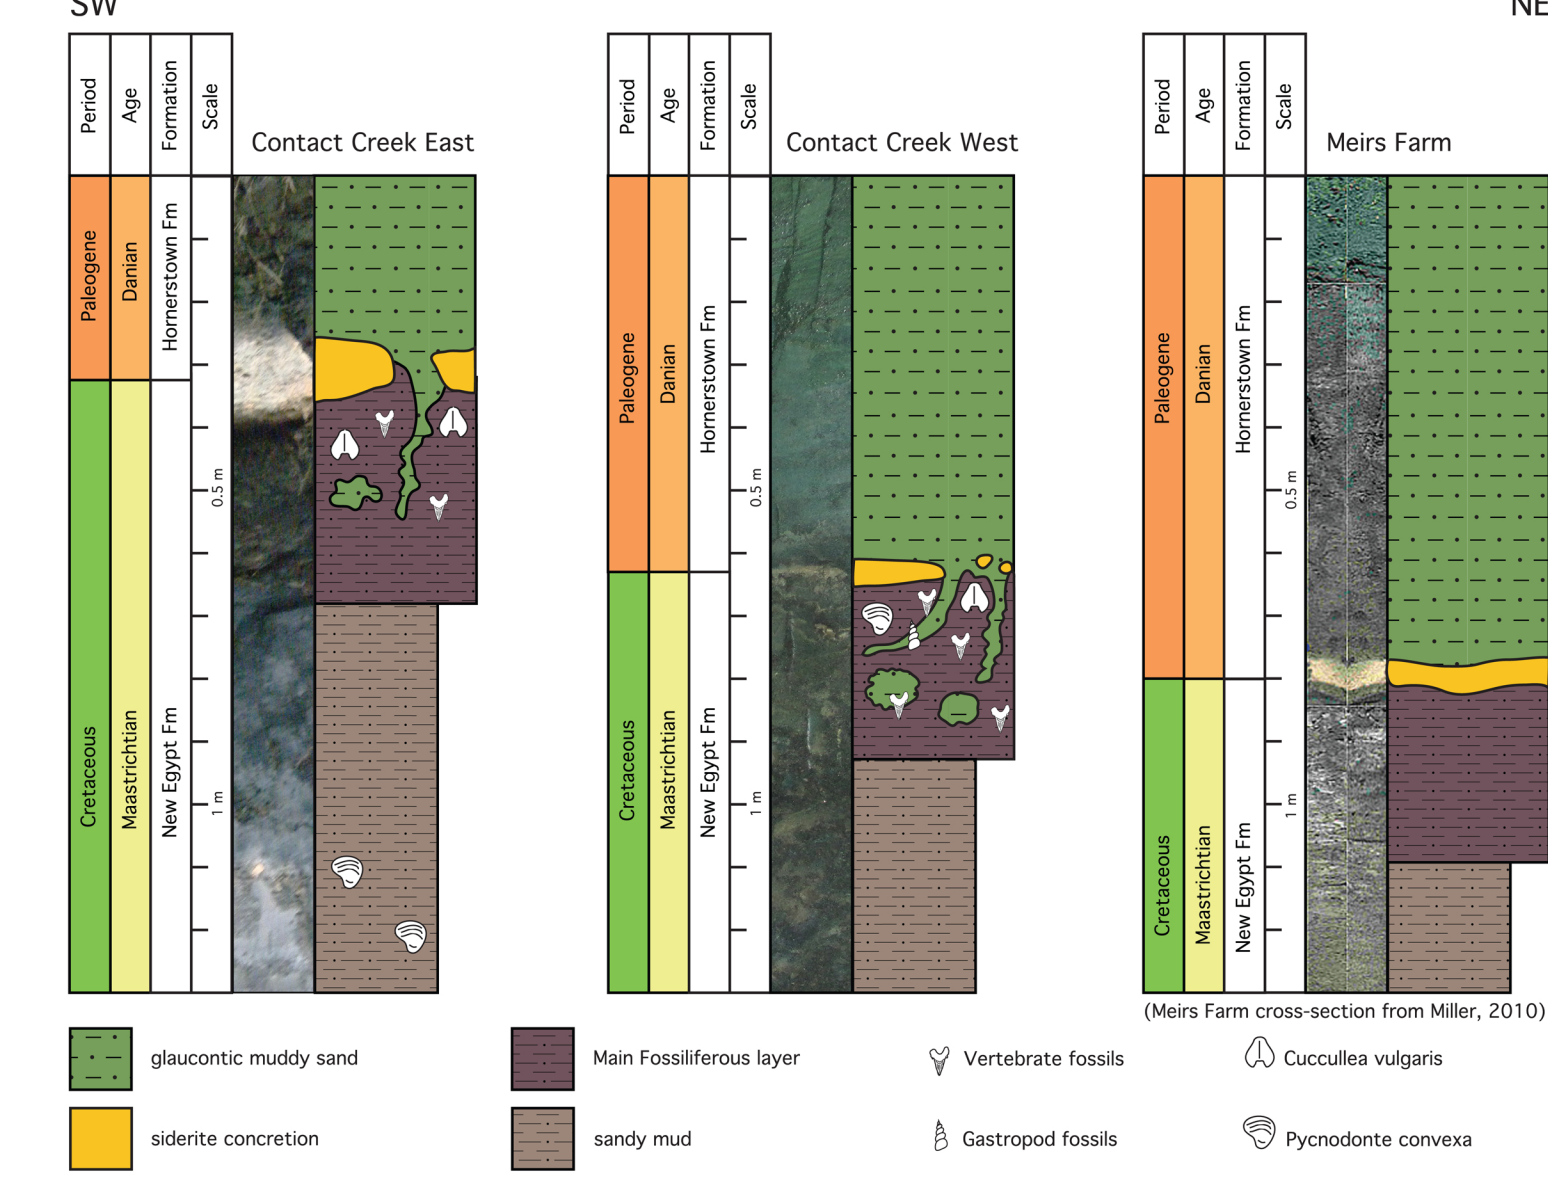 SW
NE
Period
Age
Formation
Scale
Contact Creek East
Paleogene
Danian
Hornerstown Fm
Cretaceous
Maastrichtian
New Egypt Fm
0.5 m
1 m
Period
Age
Formation
Scale
Contact Creek West
Paleogene
Danian
Hornerstown Fm
Cretaceous
Maastrichtian
New Egypt Fm
0.5 m
1 m
Period
Age
Formation
Scale
Meirs Farm
Paleogene
Danian
Hornerstown Fm
Cretaceous
Maastrichtian
New Egypt Fm
0.5 m
1 m
(Meirs Farm cross-section from Miller, 2010)
glaucontic muddy sand
Main Fossiliferous layer
Vertebrate fossils
Cuccullea vulgaris
siderite concretion
sandy mud
Gastropod fossils
Pycnodonte convexa